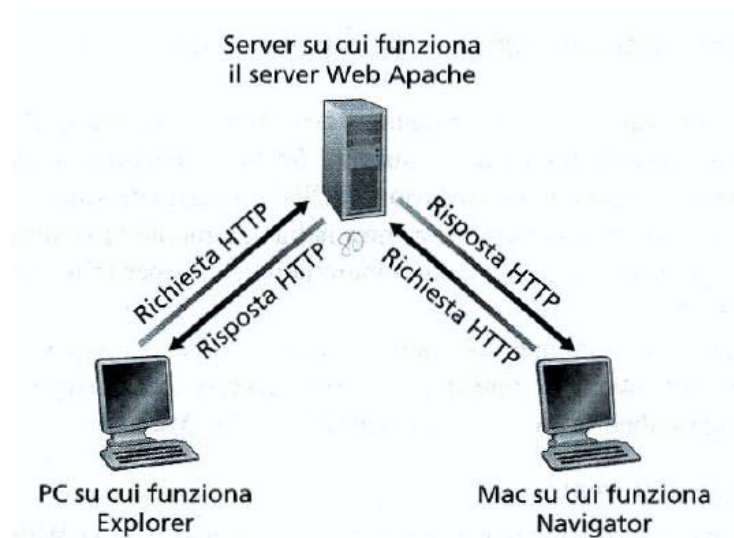 Server su cui funziona
il server Web Apache
Richiesta HTTP
Risposta HTTP
80
Risposta HTTP
Richiesta HTTP
PC su cui funziona
Explorer
Mac su cui funziona
Navigator